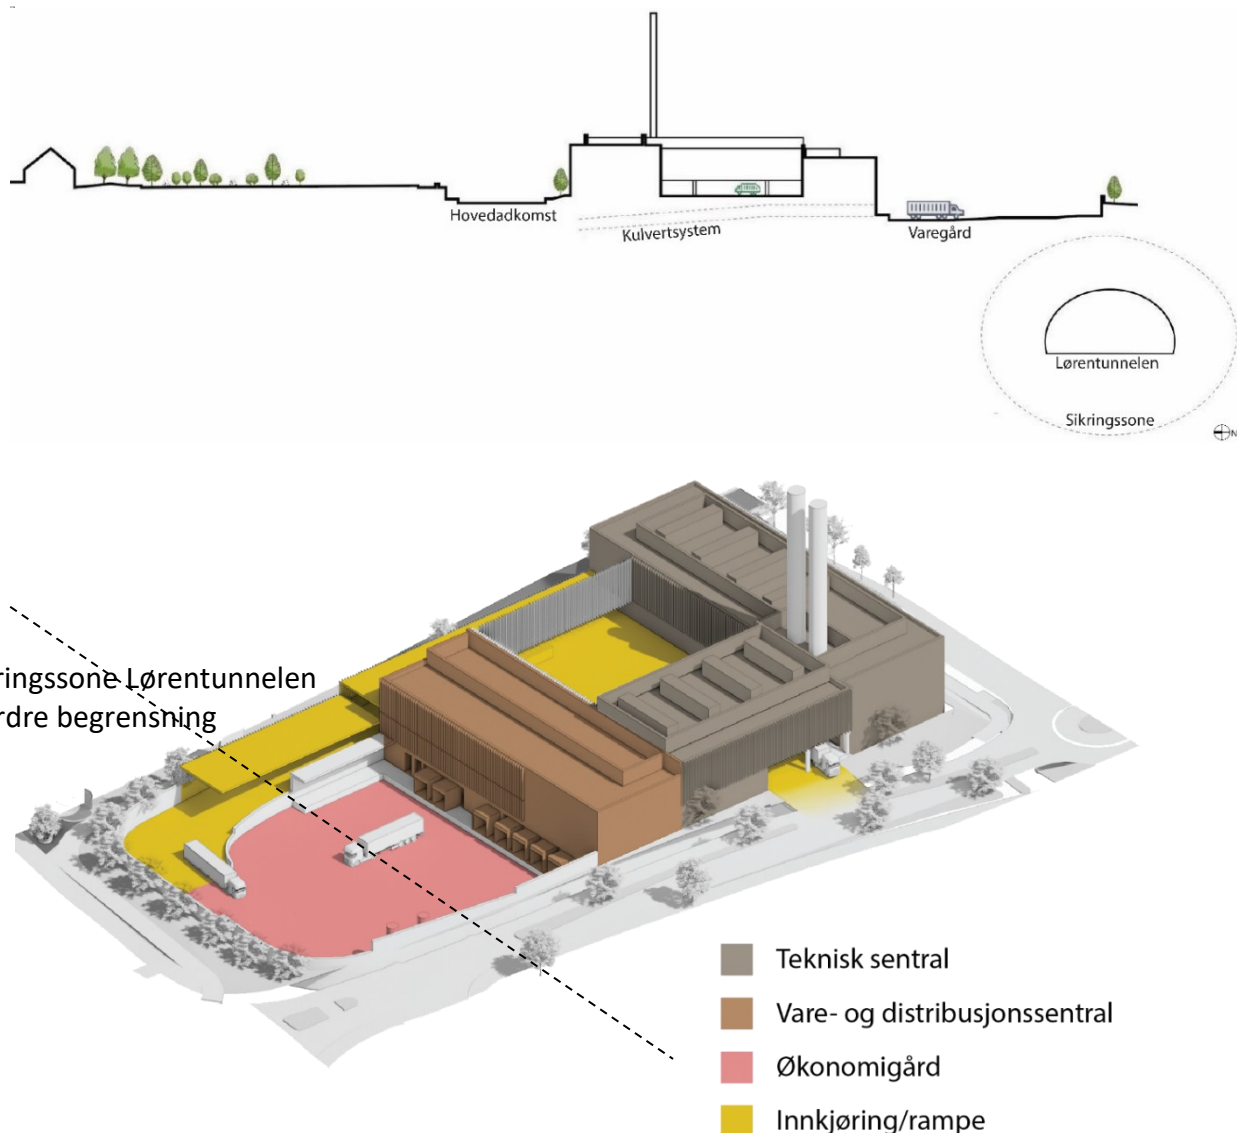 Hovedadkomst
Kulvertsystem
Varegård
Lørentunnelen
Sikringssone
N
ringssone Lørentunnelen
rdre begrensning
Teknisk sentral
Vare- og distribusjonssentral
Økonomigård
Innkjøring/rampe